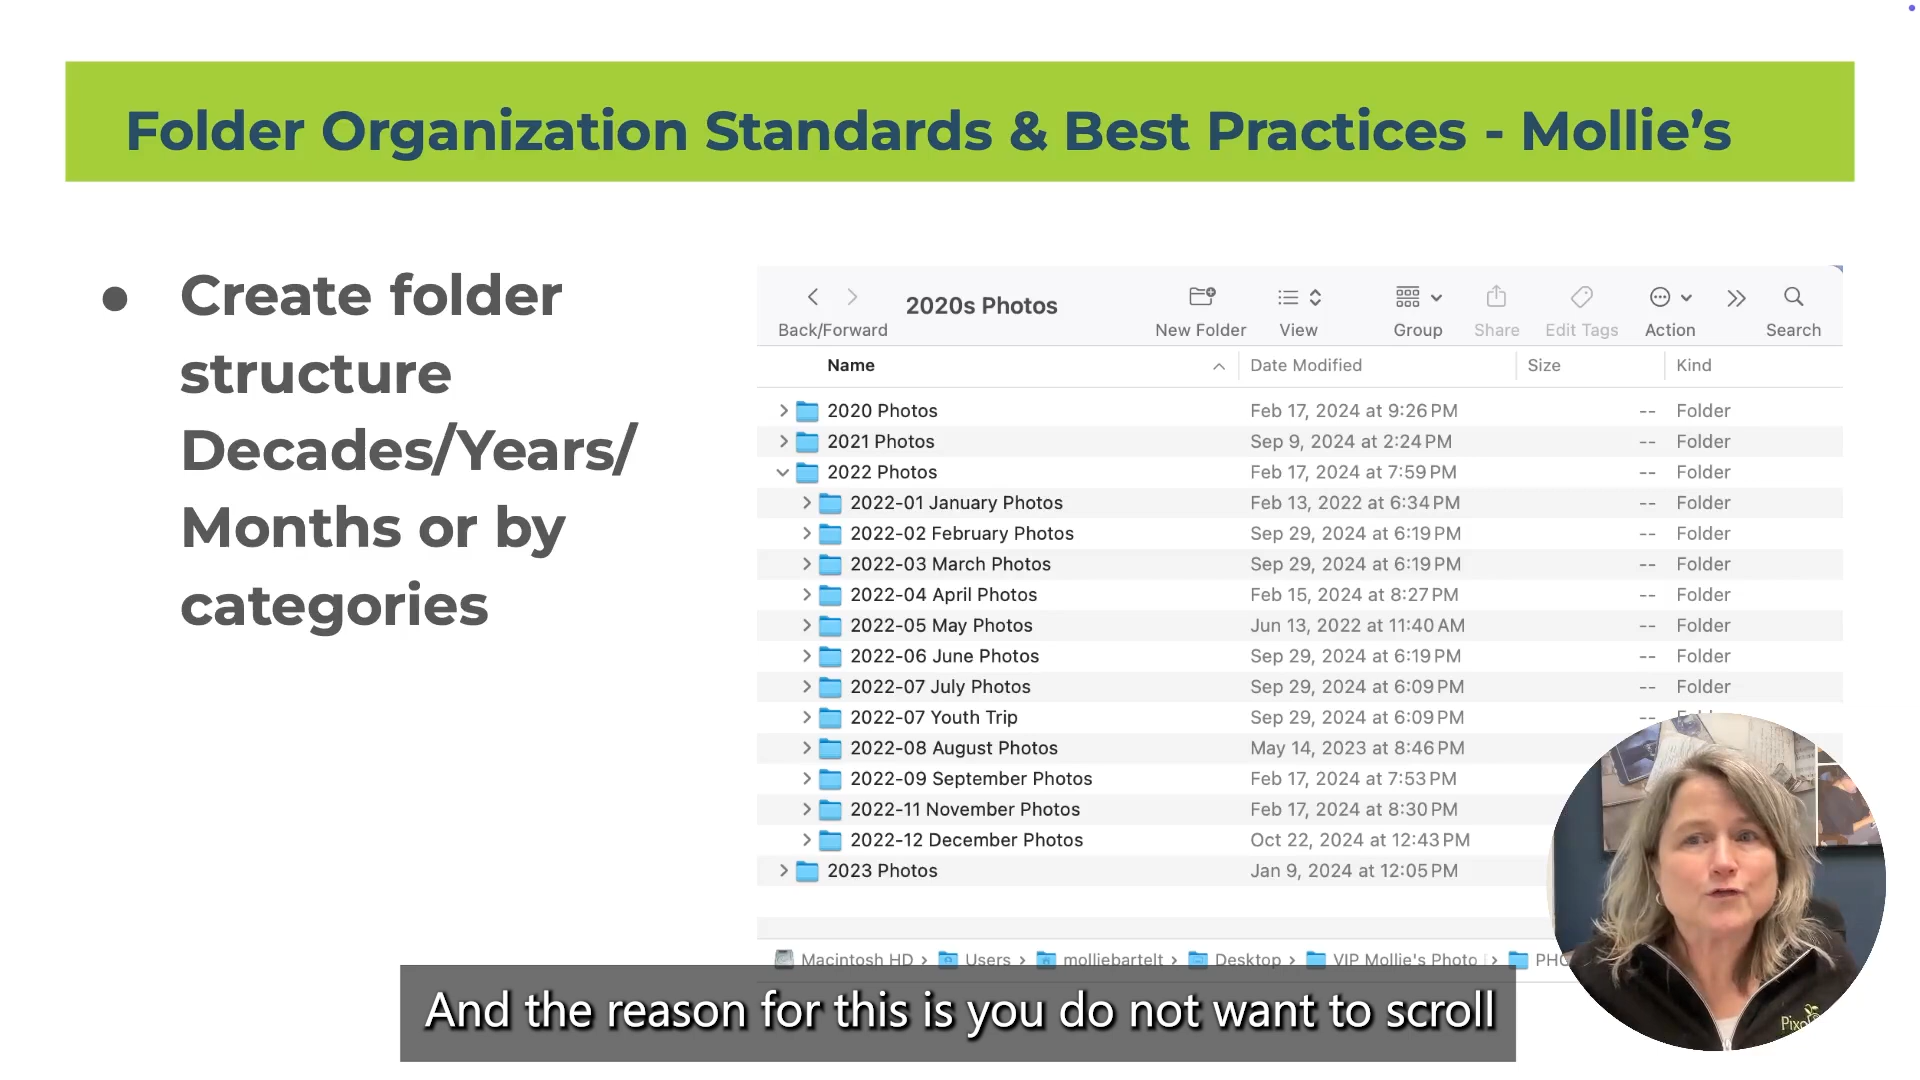 Folder Organization Standards & Best Practices - Mollie's
● Create folder
structure
Decades/Years/
Months or by
categories
2020s Photos
Back/Forward New Folder View Group Share Edit Tags Action Search
Name Date Modified Size Kind
2020 Photos Feb 17, 2024 at 9:26 PM -- Folder
2021 Photos Sep 9, 2024 at 2:24 PM -- Folder
2022 Photos Feb 17, 2024 at 7:59 PM -- Folder
2022-01 January Photos Feb 13, 2022 at 6:34 PM -- Folder
2022-02 February Photos Sep 29, 2024 at 6:19 PM -- Folder
2022-03 March Photos Sep 29, 2024 at 6:19 PM -- Folder
2022-04 April Photos Feb 15, 2024 at 8:27 PM -- Folder
2022-05 May Photos Jun 13, 2022 at 11:40 AM -- Folder
2022-06 June Photos Sep 29, 2024 at 6:19 PM -- Folder
2022-07 July Photos Sep 29, 2024 at 6:09 PM -- Folder
2022-07 Youth Trip Sep 29, 2024 at 6:09 PM --
2022-08 August Photos May 14, 2023 at 8:46 PM
2022-09 September Photos Feb 17, 2024 at 7:53 PM
2022-11 November Photos Feb 17, 2024 at 8:30 PM
2022-12 December Photos Oct 22, 2024 at 12:43 PM
2023 Photos Jan 9, 2024 at 12:05 PM
Macintosh HD › Users › molliebartelt › Desktop › VIP Mollie's Photo ›
And the reason for this is you do not want to scroll